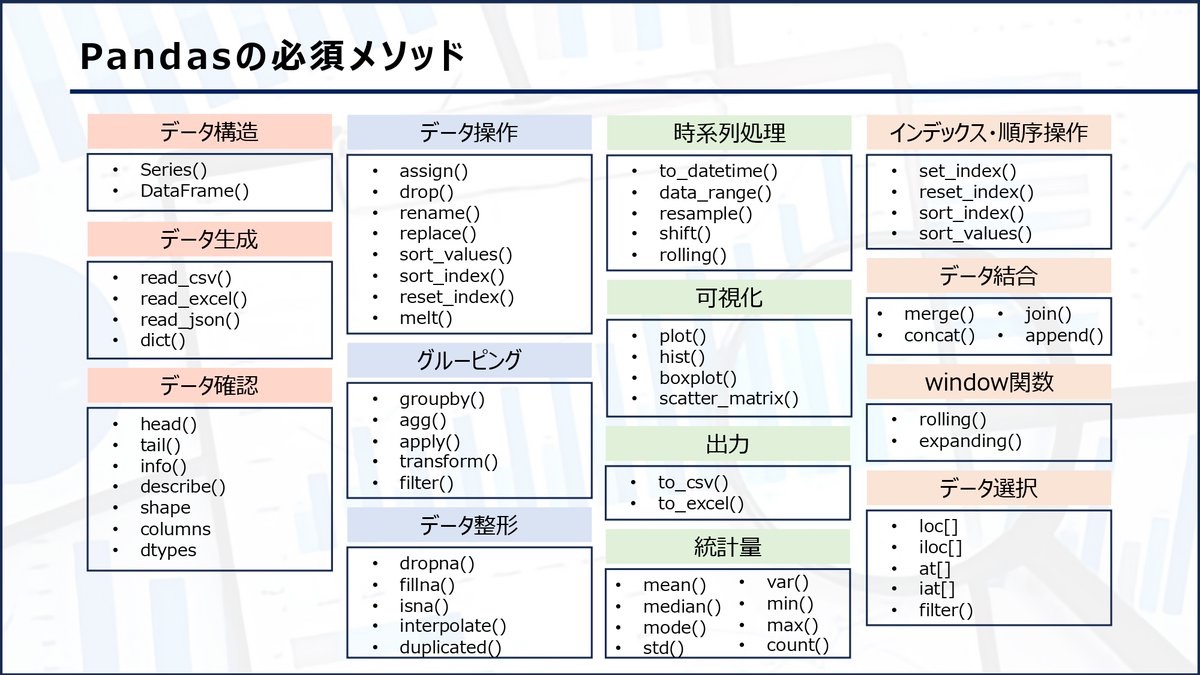 Pandasの必須メソッド
データ構造
• Series()
• DataFrame()
データ生成
• read_csv()
• read_excel()
• read_json()
• dict()
データ確認
• head()
• tail()
• info()
• describe()
• shape
• columns
• dtypes
データ操作
• assign()
• drop()
• rename()
• replace()
• sort_values()
• sort_index()
• reset_index()
• melt()
グルーピング
• groupby()
• agg()
• apply()
• transform()
• filter()
データ整形
• dropna()
• fillna()
• isna()
• interpolate()
• duplicated()
時系列処理
• to_datetime()
• data_range()
• resample()
• shift()
• rolling()
可視化
• plot()
• hist()
• boxplot()
• scatter_matrix()
出力
• to_csv()
• to_excel()
統計量
• mean()
• median()
• mode()
• std()
• var()
• min()
• max()
• count()
インデックス・順序操作
• set_index()
• reset_index()
• sort_index()
• sort_values()
データ結合
• merge()
• concat()
• join()
• append()
window関数
• rolling()
• expanding()
データ選択
• loc[]
• iloc[]
• at[]
• iat[]
• filter()